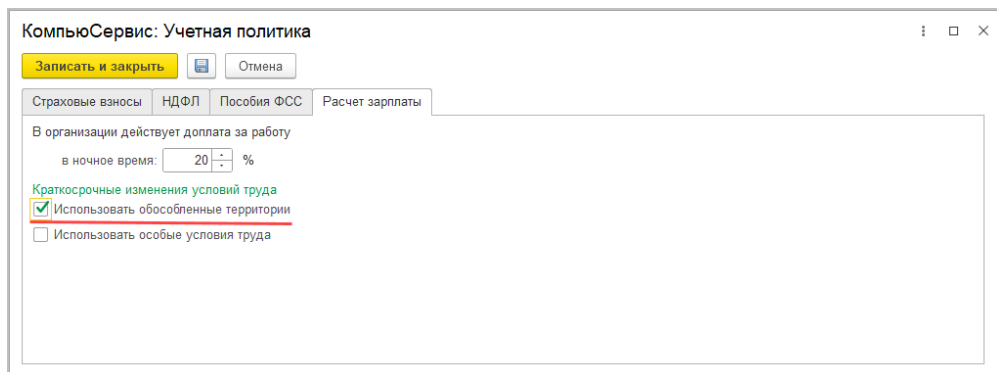 КомпьюСервис: Учетная политика
Записать и закрыть Отмена
Страховые взносы НДФЛ Пособия ФСС Расчет зарплаты
В организации действует доплата за работу
в ночное время: 20 %
Краткосрочные изменения условий труда
Использовать обособленные территории
Использовать особые условия труда